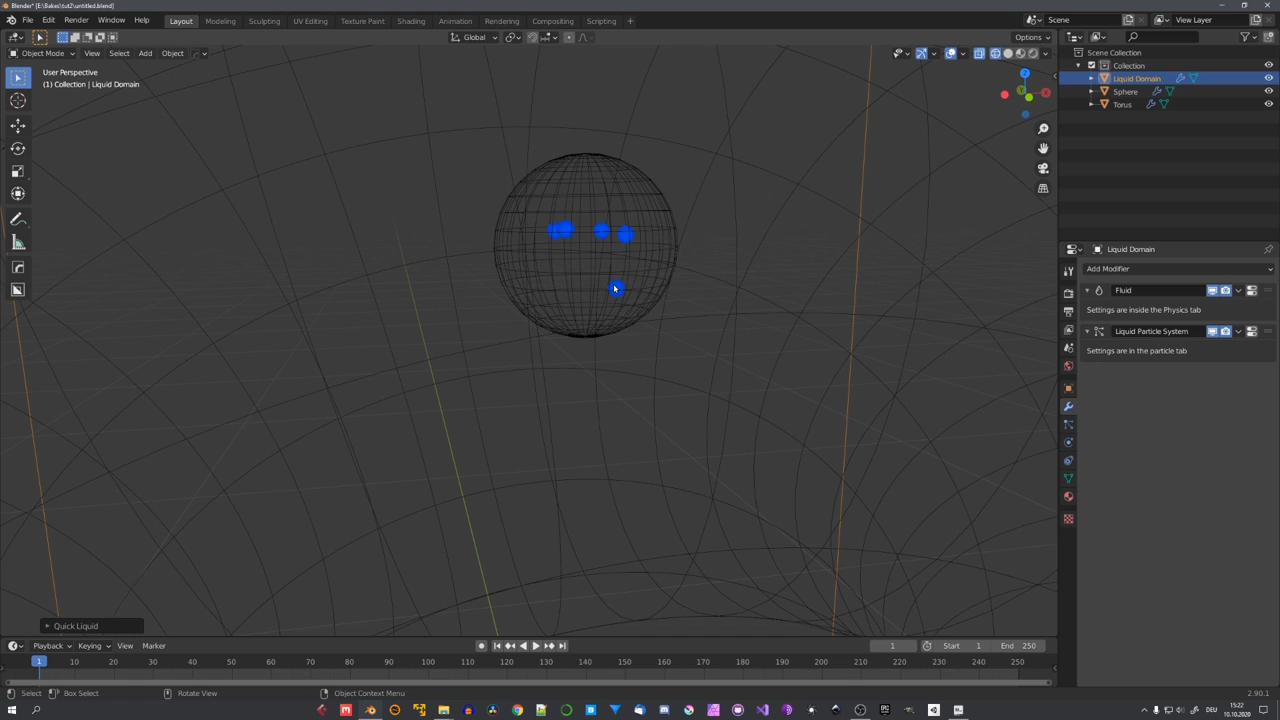 Blender* [E:\Bakes\tut2\untitled.blend]
File Edit Render Window Help
Layout Modeling Sculpting UV Editing Texture Paint Shading Animation Rendering Compositing Scripting +
Scene
View Layer
Global
Options
Object Mode View Select Add Object
User Perspective
(1) Collection | Liquid Domain
Scene Collection
Collection
Liquid Domain
Sphere
Torus
Liquid Domain
Add Modifier
Fluid
Settings are inside the Physics tab
Liquid Particle System
Settings are in the particle tab
Quick Liquid
Playback Keying View Marker
1 Start 1 End 250
1 10 20 30 40 50 60 70 80 90 100 110 120 130 140 150 160 170 180 190 200 210 220 230 240 250
Select Box Select Rotate View Object Context Menu 2.90.1
DEU 15:22
10.10.2020